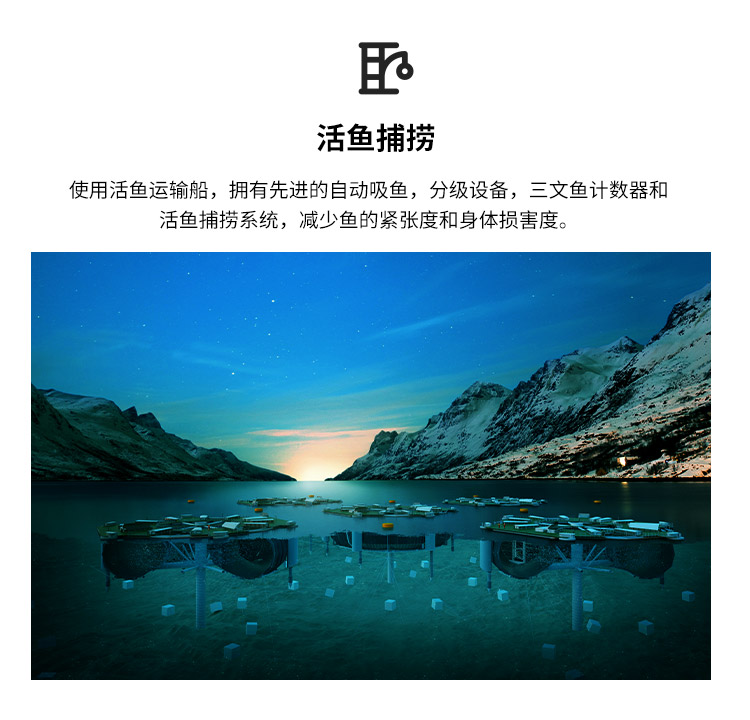 活鱼捕捞
使用活鱼运输船，拥有先进的自动吸鱼，分级设备，三文鱼计数器和
活鱼捕捞系统，减少鱼的紧张度和身体损害度。